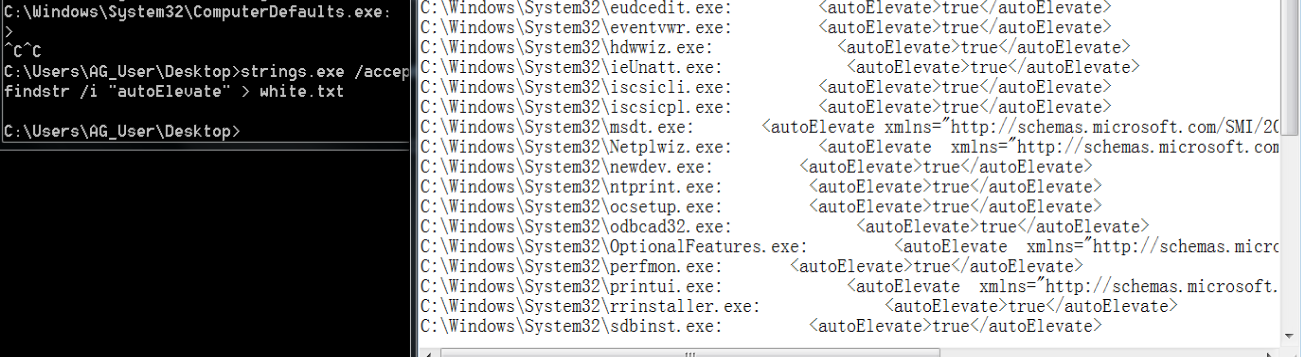 C:\Windows\System32\ComputerDefaults.exe:
>
^C^C
C:\Users\AG_User\Desktop>strings.exe /accep
findstr /i "autoElevate" > white.txt
C:\Users\AG_User\Desktop>
C:\Windows\System32\eudcedit.exe: <autoElevate>true</autoElevate>
C:\Windows\System32\eventvwr.exe: <autoElevate>true</autoElevate>
C:\Windows\System32\hdwwiz.exe: <autoElevate>true</autoElevate>
C:\Windows\System32\ieUnatt.exe: <autoElevate>true</autoElevate>
C:\Windows\System32\iscsicli.exe: <autoElevate>true</autoElevate>
C:\Windows\System32\iscsicpl.exe: <autoElevate>true</autoElevate>
C:\Windows\System32\msdt.exe: <autoElevate xmlns="http://schemas.microsoft.com/SMI/20
C:\Windows\System32\Netplwiz.exe: <autoElevate xmlns="http://schemas.microsoft.com
C:\Windows\System32\newdev.exe: <autoElevate>true</autoElevate>
C:\Windows\System32\ntprint.exe: <autoElevate>true</autoElevate>
C:\Windows\System32\ocsetup.exe: <autoElevate>true</autoElevate>
C:\Windows\System32\odbcad32.exe: <autoElevate>true</autoElevate>
C:\Windows\System32\OptionalFeatures.exe: <autoElevate xmlns="http://schemas.micro
C:\Windows\System32\perfmon.exe: <autoElevate>true</autoElevate>
C:\Windows\System32\printui.exe: <autoElevate xmlns="http://schemas.microsoft.
C:\Windows\System32\rrinstaller.exe: <autoElevate>true</autoElevate>
C:\Windows\System32\sdbinst.exe: <autoElevate>true</autoElevate>